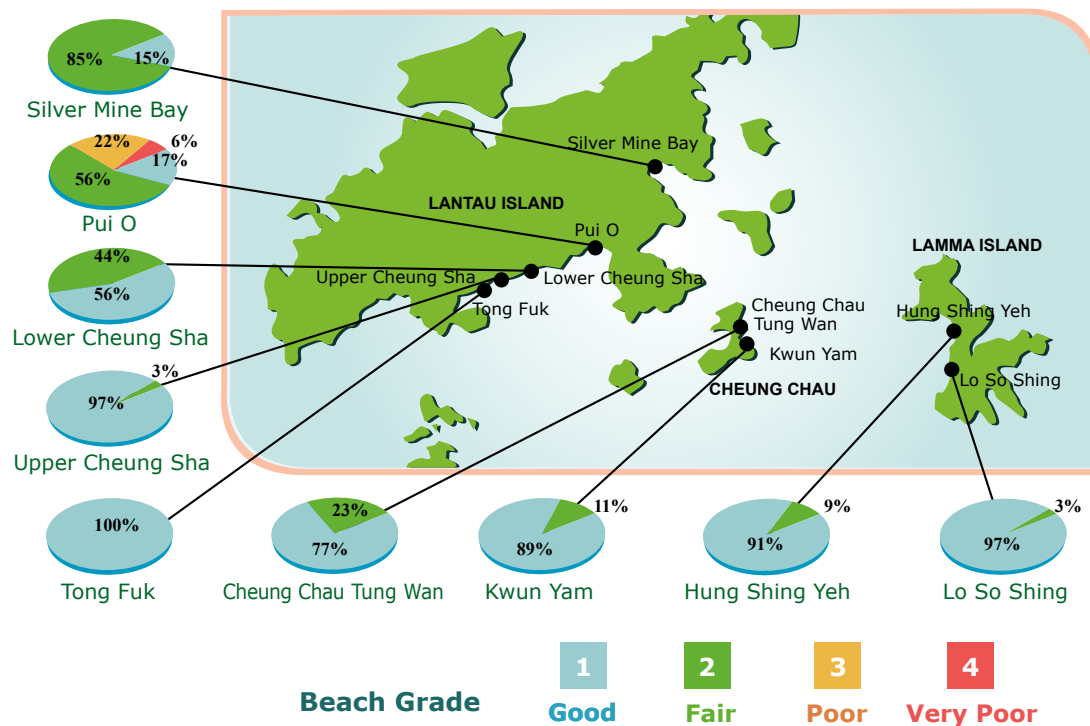 85%
15%
Silver Mine Bay
22%
6%
17%
56%
Pui O
44%
56%
Lower Cheung Sha
3%
97%
Upper Cheung Sha
100%
Tong Fuk
23%
77%
Cheung Chau Tung Wan
11%
89%
Kwun Yam
9%
91%
Hung Shing Yeh
3%
97%
Lo So Shing
Silver Mine Bay
LANTAU ISLAND
Pui O
Upper Cheung Sha
Lower Cheung Sha
Tong Fuk
LAMMA ISLAND
Cheung Chau
Tung Wan
Kwun Yam
CHEUNG CHAU
Hung Shing Yeh
Lo So Shing
Beach Grade
1
Good
2
Fair
3
Poor
4
Very Poor